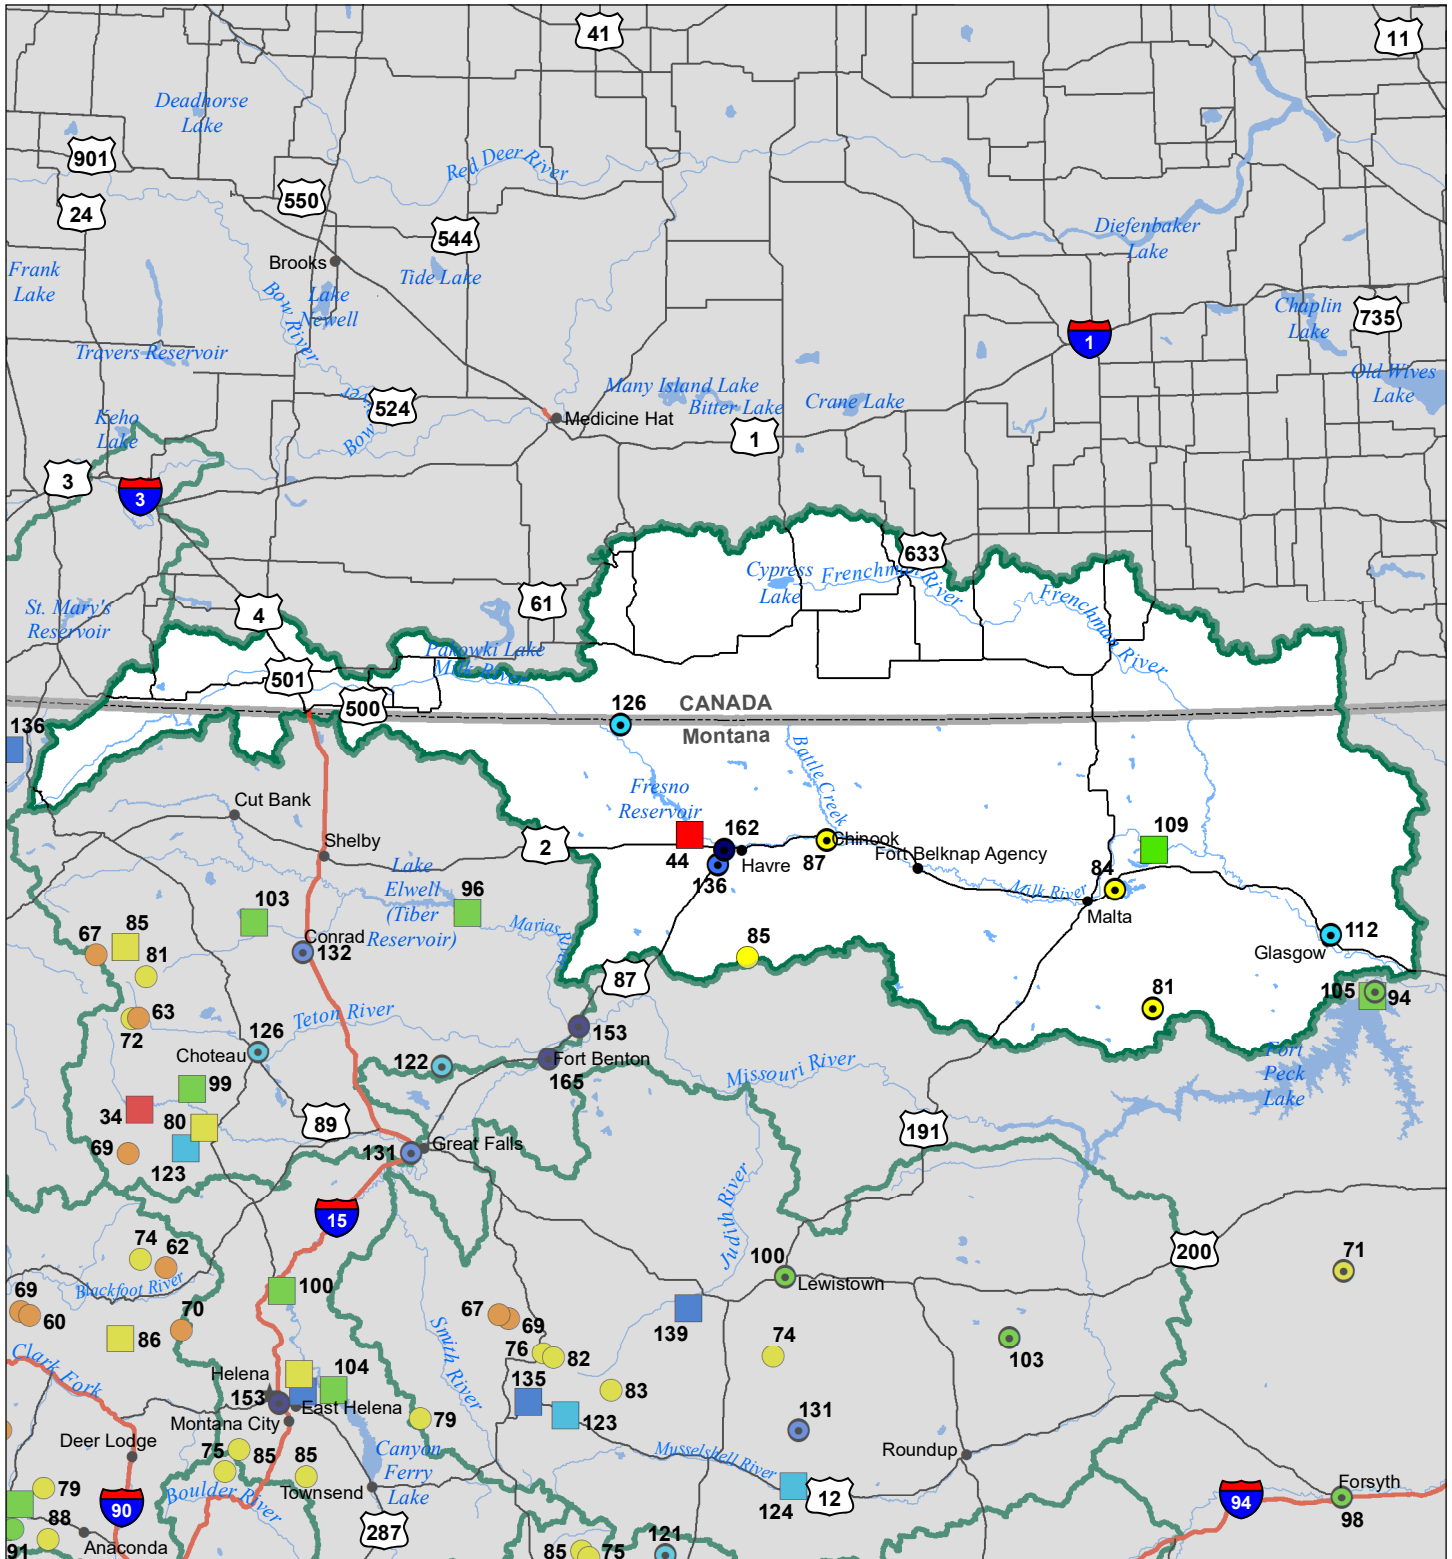 41
11
Deadhorse
Lake
901
Red Deer River
550
24
544
Diefenbaker
Lake
Brooks
Frank
Lake
Tide Lake
Lake
Newell
Bow River
Chaplin
Lake
735
1
Travers Reservoir
Many Island Lake
Bitter Lake
Crane Lake
Old Wives
Lake
524
Keho
Lake
Medicine Hat
1
Bow River
3
3
633
Cypress
Lake
Frenchman River
Frenchman River
61
4
St. Mary's
Reservoir
Pakowki Lake
Milk River
501
500
126
CANADA
Montana
136
Battle Creek
Fresno
Reservoir
Cut Bank
Shelby
2
44
162
Havre
136
87
Chinook
Fort Belknap Agency
109
84
Milk River
Malta
Lake
Elwell
(Tiber
Reservoir)
96
103
Marias River
85
67
81
Conrad
132
112
Glasgow
85
87
81
105
94
63
72
Teton River
153
126
Choteau
122
Fort Benton
165
Missouri River
Fort
Peck
Lake
99
34
80
89
191
69
123
131
Great Falls
Judith River
15
74
62
200
71
100
Lewistown
Blackfoot River
100
69
60
70
67
69
139
86
Smith River
76
82
74
103
Clark Fork
Helena
104
153
East Helena
135
83
123
Montana City
79
131
Deer Lodge
75
85
85
Canyon
Ferry
Lake
Musselshell River
Roundup
Townsend
79
Boulder River
124
12
94
Forsyth
98
90
88
287
91
Anaconda
85
75
121